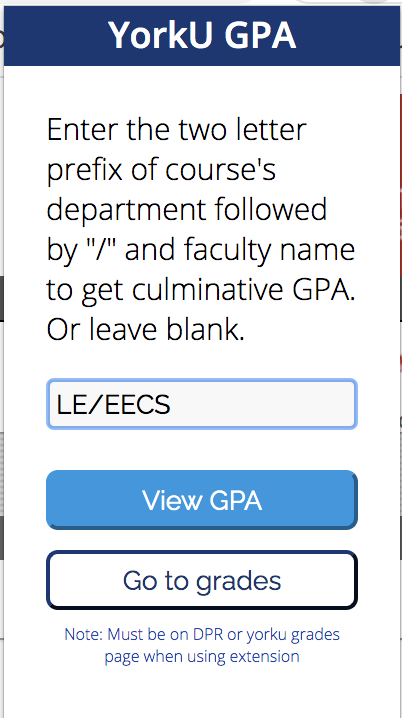 YorkU GPA
Enter the two letter
prefix of course's
department followed
by "/" and faculty name
to get culminative GPA.
Or leave blank.
LE/EECS
View GPA
Go to grades
Note: Must be on DPR or yorku grades
page when using extension